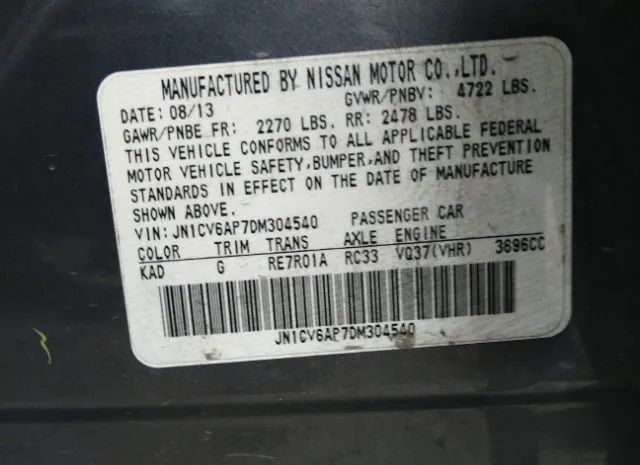 MANUFACTURED BY NISSAN MOTOR CO.,LTD.
DATE: 08/13 GVWR/PNBV: 4722 LBS.
GAWR/PNBE FR: 2270 LBS. RR: 2478 LBS.
THIS VEHICLE CONFORMS TO ALL APPLICABLE FEDERAL
MOTOR VEHICLE SAFETY,BUMPER,AND THEFT PREVENTION
STANDARDS IN EFFECT ON THE DATE OF MANUFACTURE
SHOWN ABOVE.
VIN: JN1CV6AP7DM304540 PASSENGER CAR
COLOR TRIM TRANS AXLE ENGINE
KAD G RE7R01A RC33 VQ37(VHR) 3696CC
JN1CV6AP7DM304540